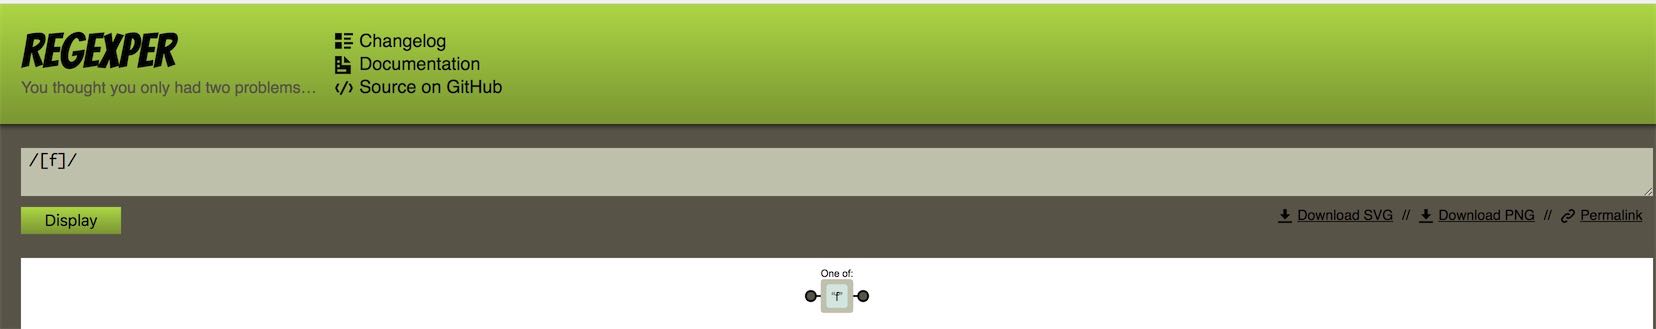 REGEXPER
You thought you only had two problems…
Changelog
Documentation
Source on GitHub
/[f]/
Display
Download SVG // Download PNG // Permalink
One of:
"f"